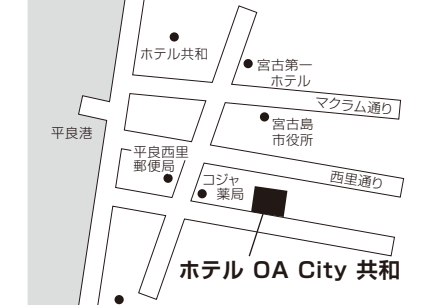 ホテル共和
宮古第一
ホテル
マクラム通り
宮古島
市役所
平良港
平良西里
郵便局
西里通り
コジャ
薬局
ホテル OA City 共和